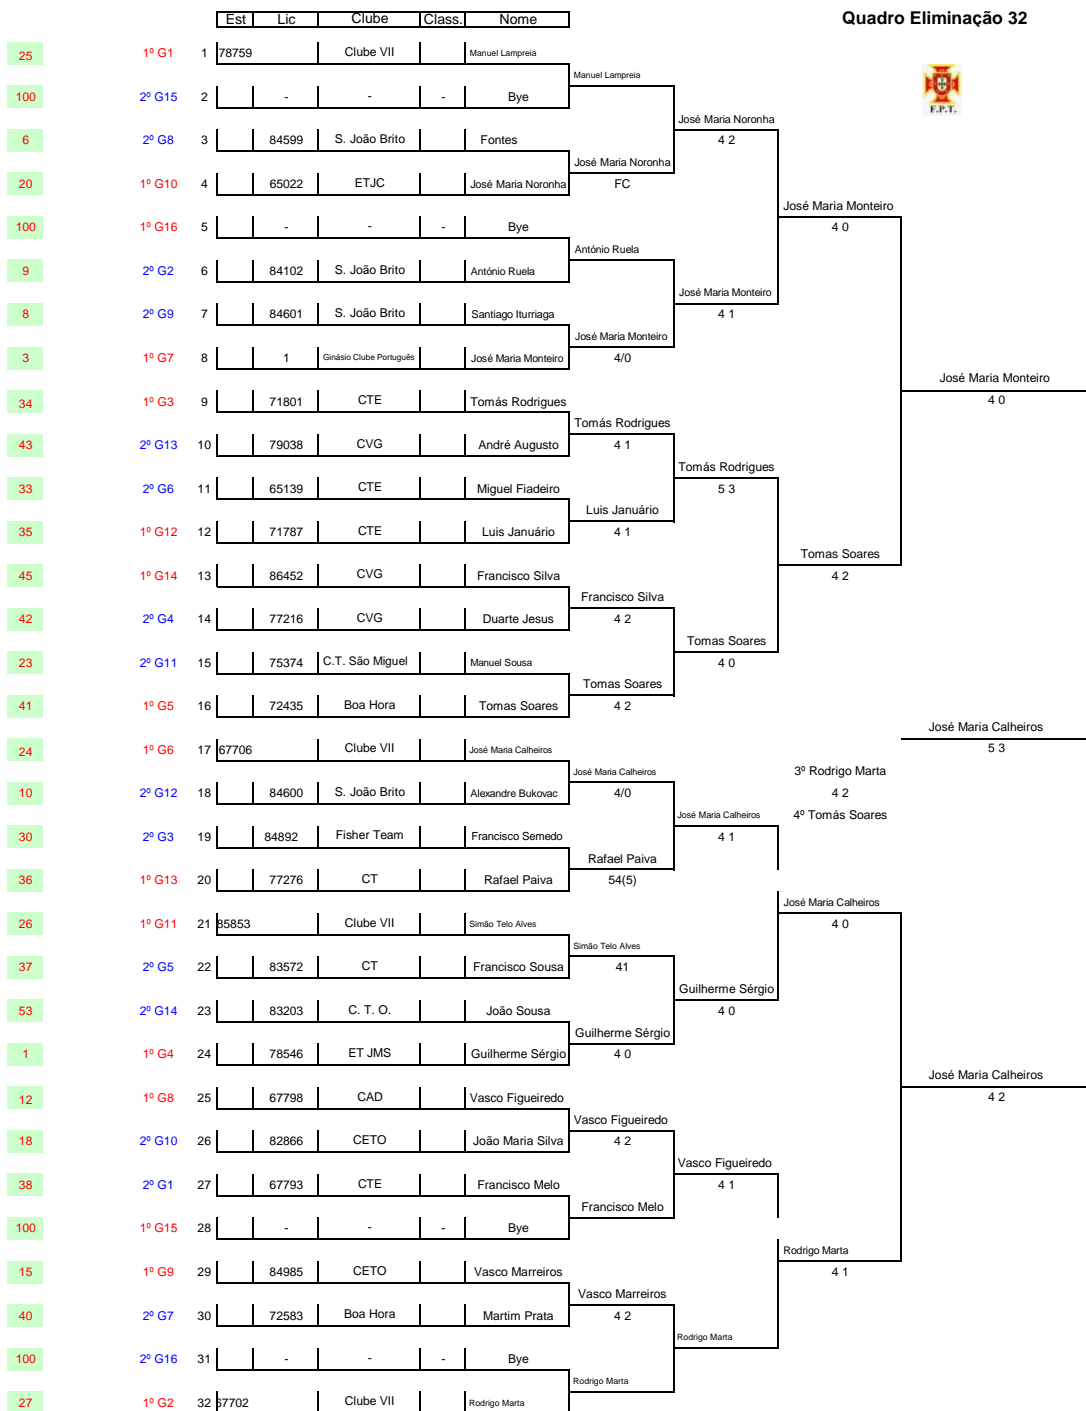 Est Lic Clube Class. Nome
Quadro Eliminação 32
25 1º G1 1 78759 Clube VII Manuel Lampreia
Manuel Lampreia
100 2º G15 2 - - - Bye
F.P.T.
José Maria Noronha
6 2º G8 3 84599 S. João Brito Fontes 4 2
José Maria Noronha
20 1º G10 4 65022 ETJC José Maria Noronha FC
José Maria Monteiro
100 1º G16 5 - - - Bye 4 0
António Ruela
9 2º G2 6 84102 S. João Brito António Ruela
José Maria Monteiro
8 2º G9 7 84601 S. João Brito Santiago Iturriaga 4 1
José Maria Monteiro
3 1º G7 8 1 Ginásio Clube Português José Maria Monteiro 4/0
José Maria Monteiro
34 1º G3 9 71801 CTE Tomás Rodrigues 4 0
Tomás Rodrigues
43 2º G13 10 79038 CVG André Augusto 4 1
Tomás Rodrigues
33 2º G6 11 65139 CTE Miguel Fiadeiro 5 3
Luis Januário
35 1º G12 12 71787 CTE Luis Januário 4 1
Tomas Soares
45 1º G14 13 86452 CVG Francisco Silva 4 2
Francisco Silva
42 2º G4 14 77216 CVG Duarte Jesus 4 2
Tomas Soares
23 2º G11 15 75374 C.T. São Miguel Manuel Sousa 4 0
Tomas Soares
41 1º G5 16 72435 Boa Hora Tomas Soares 4 2
José Maria Calheiros
24 1º G6 17 67706 Clube VII José Maria Calheiros 5 3
José Maria Calheiros 3º Rodrigo Marta
10 2º G12 18 84600 S. João Brito Alexandre Bukovac 4/0 4 2
José Maria Calheiros 4º Tomás Soares
30 2º G3 19 84892 Fisher Team Francisco Semedo 4 1
Rafael Paiva
36 1º G13 20 77276 CT Rafael Paiva 54(5)
José Maria Calheiros
26 1º G11 21 85853 Clube VII Simão Telo Alves 4 0
Simão Telo Alves
37 2º G5 22 83572 CT Francisco Sousa 41
Guilherme Sérgio
53 2º G14 23 83203 C. T. O. João Sousa 4 0
Guilherme Sérgio
1 1º G4 24 78546 ET JMS Guilherme Sérgio 4 0
José Maria Calheiros
12 1º G8 25 67798 CAD Vasco Figueiredo 4 2
Vasco Figueiredo
18 2º G10 26 82866 CETO João Maria Silva 4 2
Vasco Figueiredo
38 2º G1 27 67793 CTE Francisco Melo 4 1
Francisco Melo
100 1º G15 28 - - - Bye
Rodrigo Marta
15 1º G9 29 84985 CETO Vasco Marreiros 4 1
Vasco Marreiros
40 2º G7 30 72583 Boa Hora Martim Prata 4 2
Rodrigo Marta
100 2º G16 31 - - - Bye
Rodrigo Marta
27 1º G2 32 67702 Clube VII Rodrigo Marta